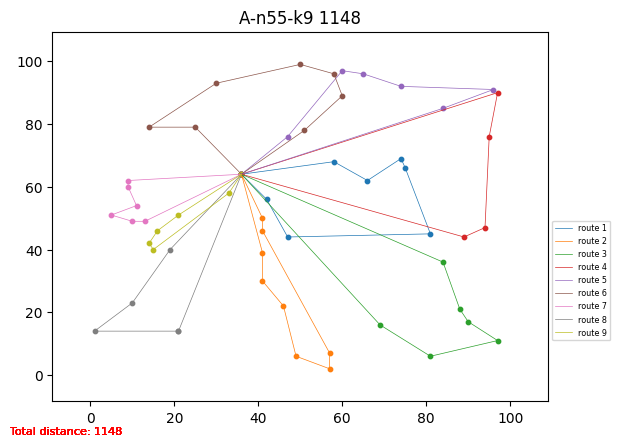 A-n55-k9 1148
100
80
60
40
20
0
0 20 40 60 80 100
route 1
route 2
route 3
route 4
route 5
route 6
route 7
route 8
route 9
Total distance: 1148